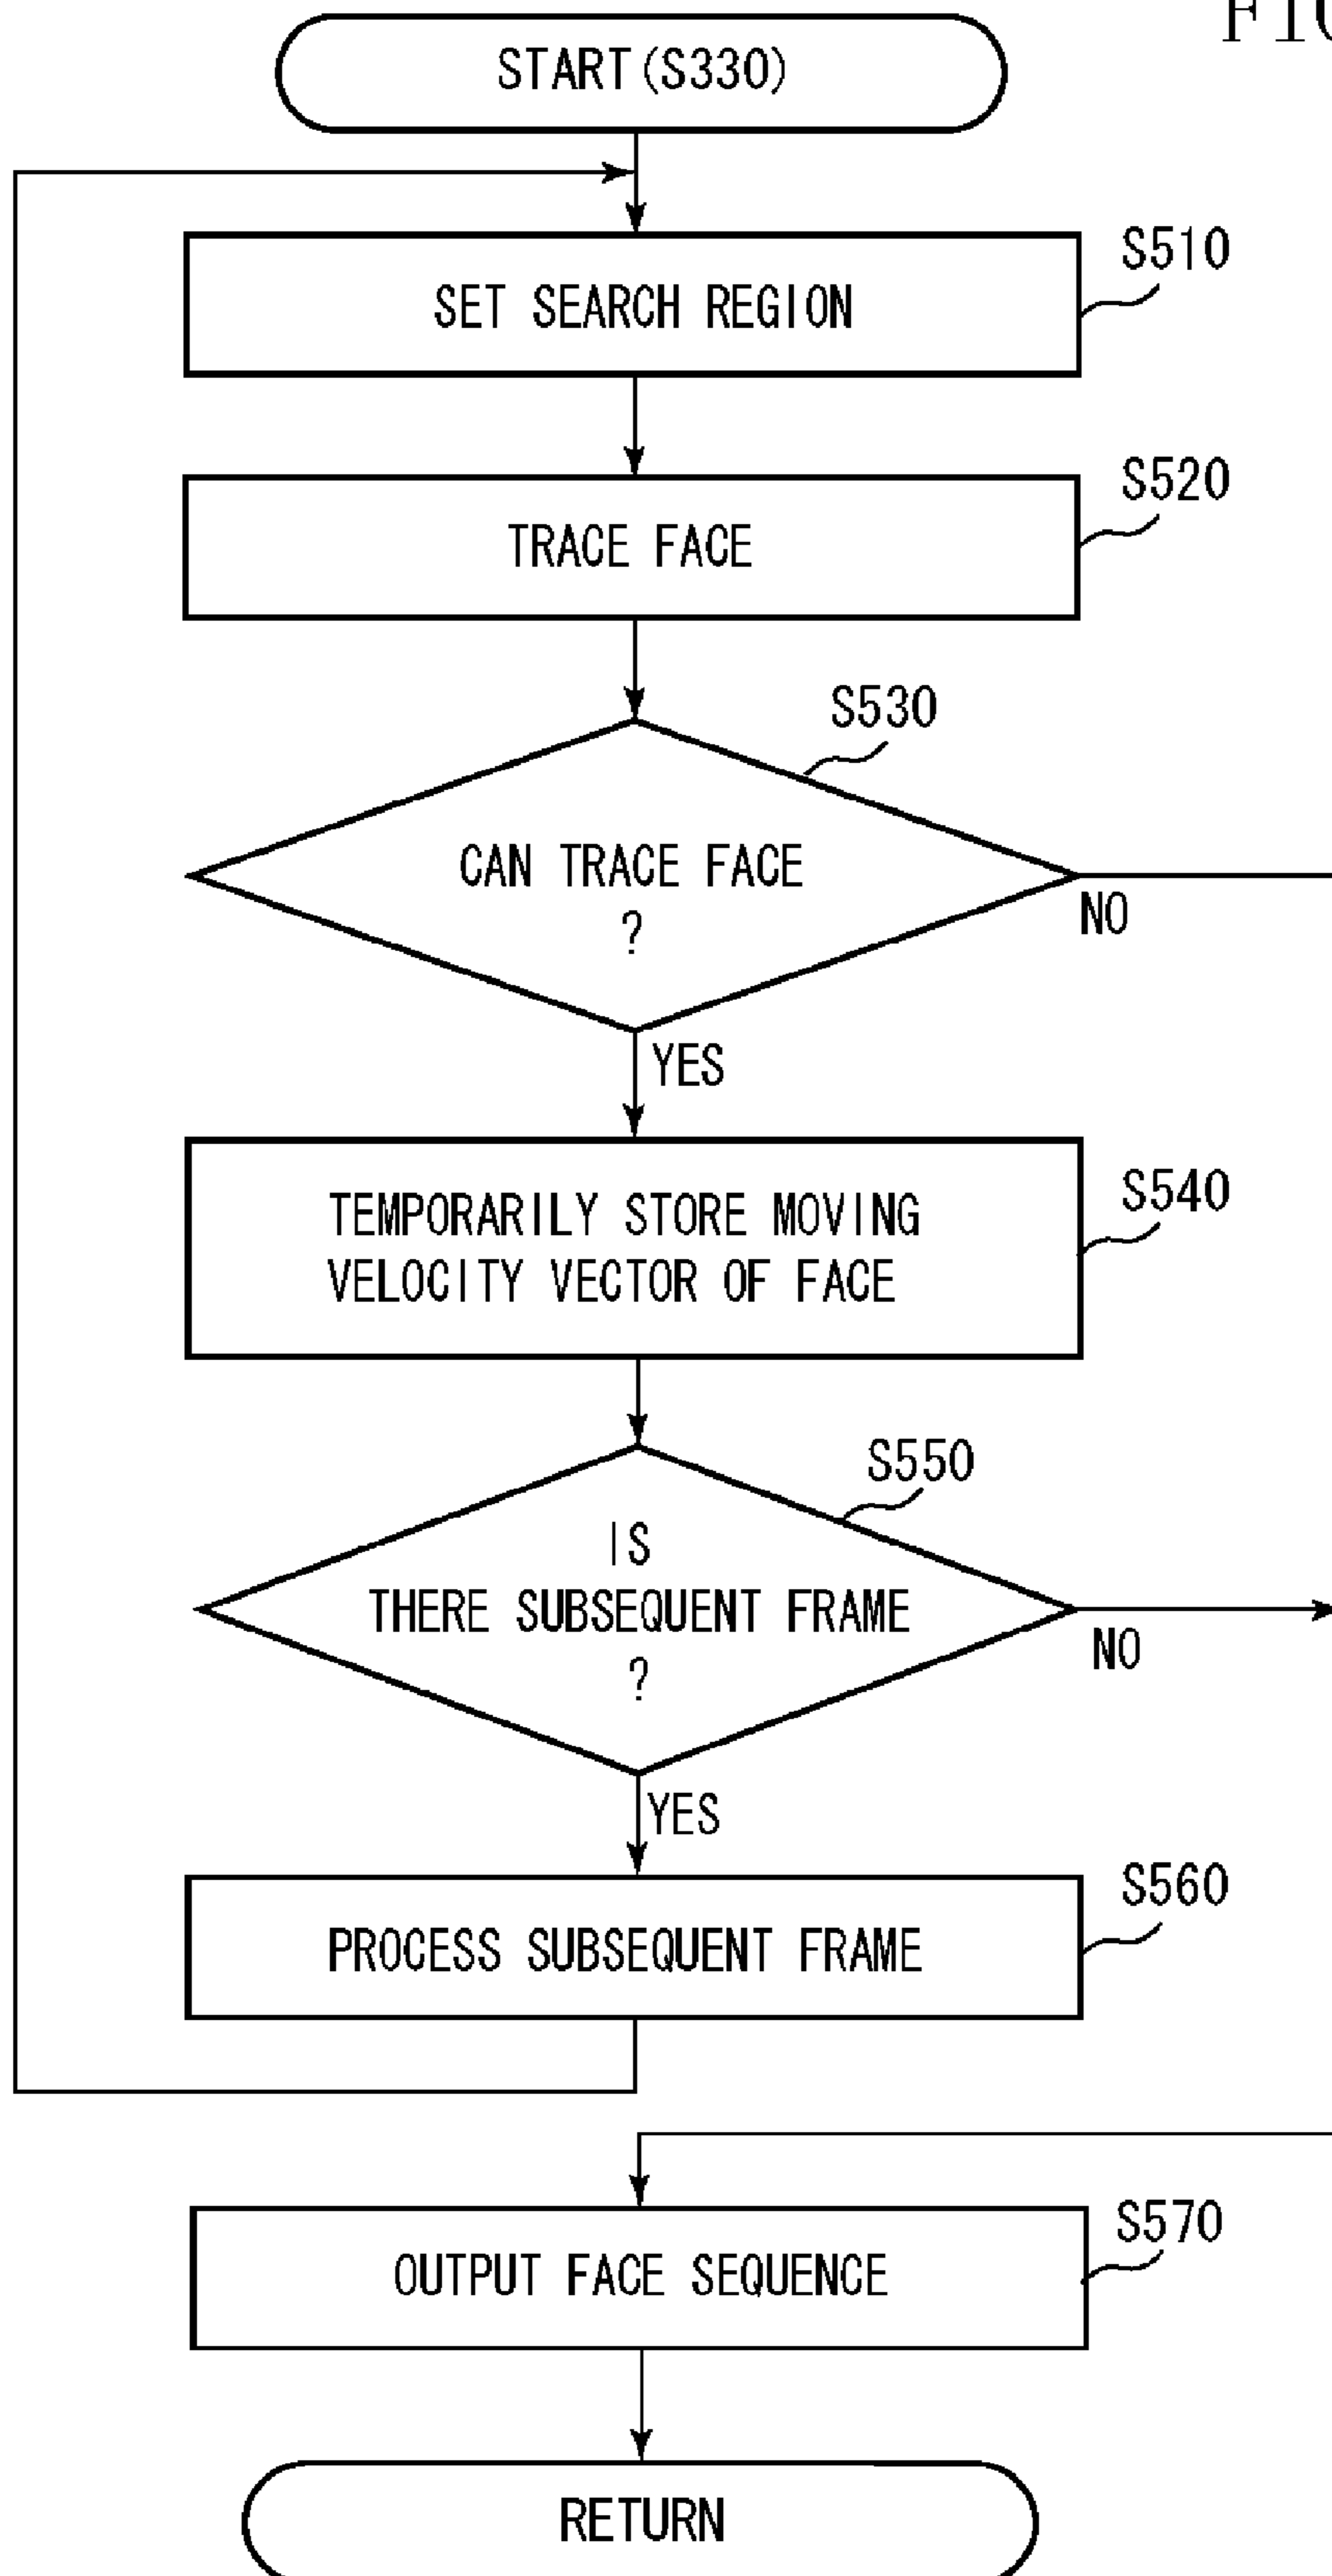 FIG
START(S330)
S510
SET SEARCH REGION
S520
TRACE FACE
S530
CAN TRACE FACE
?
NO
YES
S540
TEMPORARILY STORE MOVING
VELOCITY VECTOR OF FACE
S550
IS
THERE SUBSEQUENT FRAME
?
NO
YES
S560
PROCESS SUBSEQUENT FRAME
S570
OUTPUT FACE SEQUENCE
RETURN